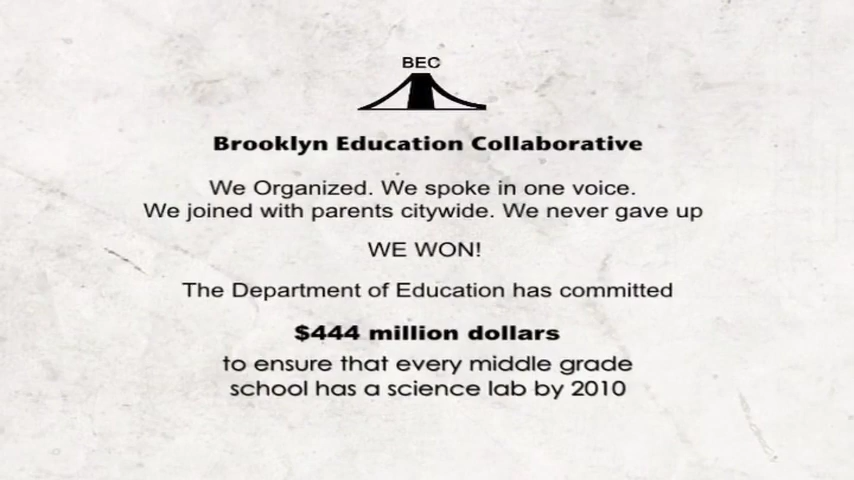 BEC
Brooklyn Education Collaborative
We Organized. We spoke in one voice.
We joined with parents citywide. We never gave up
WE WON!
The Department of Education has committed
$444 million dollars
to ensure that every middle grade
school has a science lab by 2010